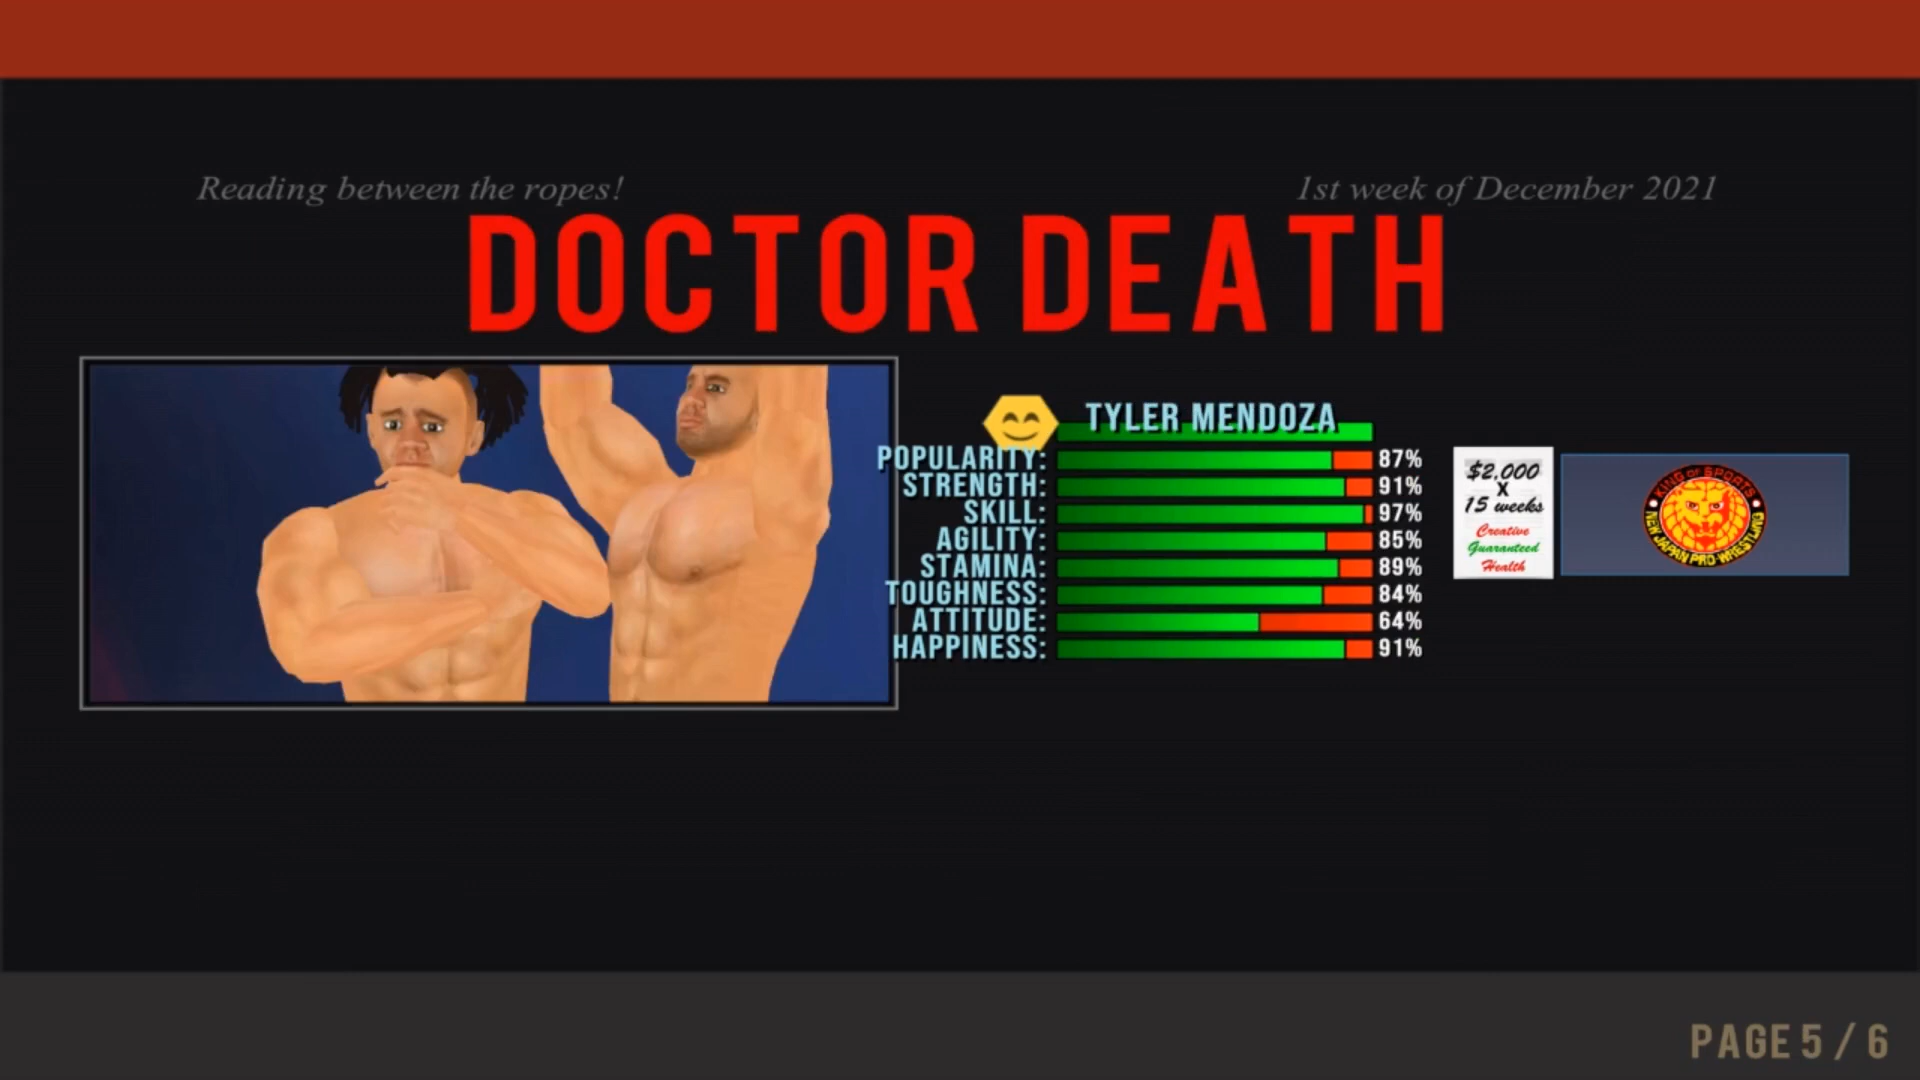 Reading between the ropes!
1st week of December 2021
DOCTOR DEATH
TYLER MENDOZA
POPULARITY: 87%
STRENGTH: 91%
SKILL: 97%
AGILITY: 85%
STAMINA: 89%
TOUGHNESS: 84%
ATTITUDE: 64%
HAPPINESS: 91%
$2,000
X
15 weeks
Creative
Guaranteed
Health
KING OF SPORTS
NEW JAPAN PRO-WRESTLING
PAGE 5 / 6